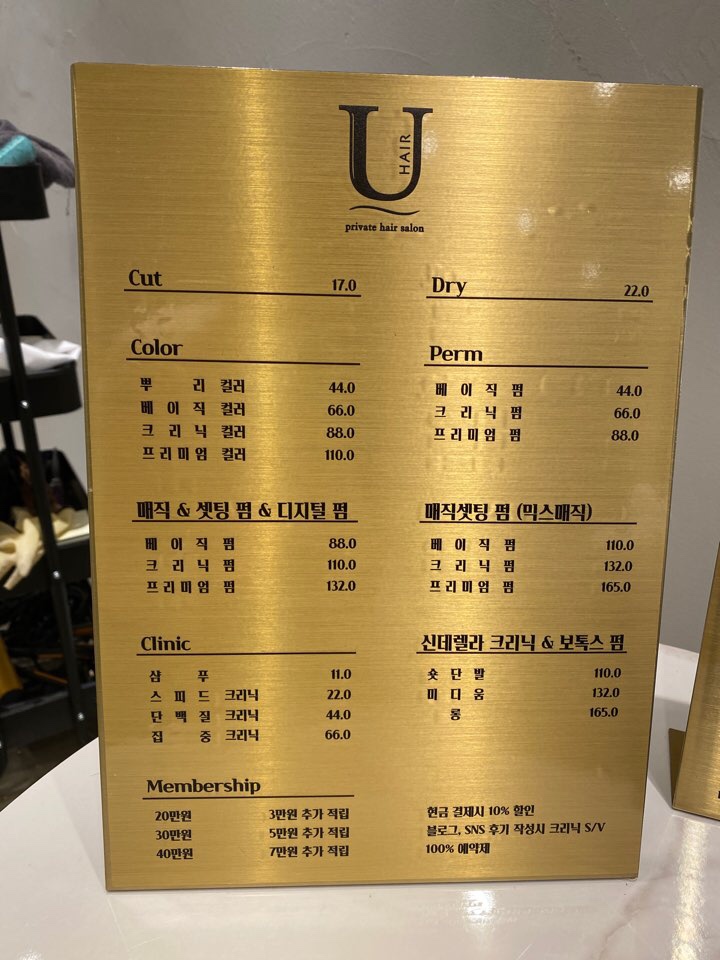 U
HAIR
private hair salon
Cut 17.0
Dry 22.0
Color
뿌 리 컬러 44.0
베 이 직 컬러 66.0
크 리 닉 컬러 88.0
프 리 미 엄 컬러 110.0
Perm
베 이 직 펌 44.0
크 리 닉 펌 66.0
프 리 미 엄 펌 88.0
매직 & 셋팅 펌 & 디지털 펌
베 이 직 펌 88.0
크 리 닉 펌 110.0
프 리 미 엄 펌 132.0
매직셋팅 펌 (믹스매직)
베 이 직 펌 110.0
크 리 닉 펌 132.0
프 리 미 엄 펌 165.0
Clinic
샴 푸 11.0
스 피 드 크리닉 22.0
단 백 질 크리닉 44.0
집 중 크리닉 66.0
신데렐라 크리닉 & 보톡스 펌
숏 단 발 110.0
미 디 움 132.0
롱 165.0
Membership
20만원 3만원 추가 적립
30만원 5만원 추가 적립
40만원 7만원 추가 적립
현금 결제시 10% 할인
블로그, SNS 후기 작성시 크리닉 S/V
100% 예약제